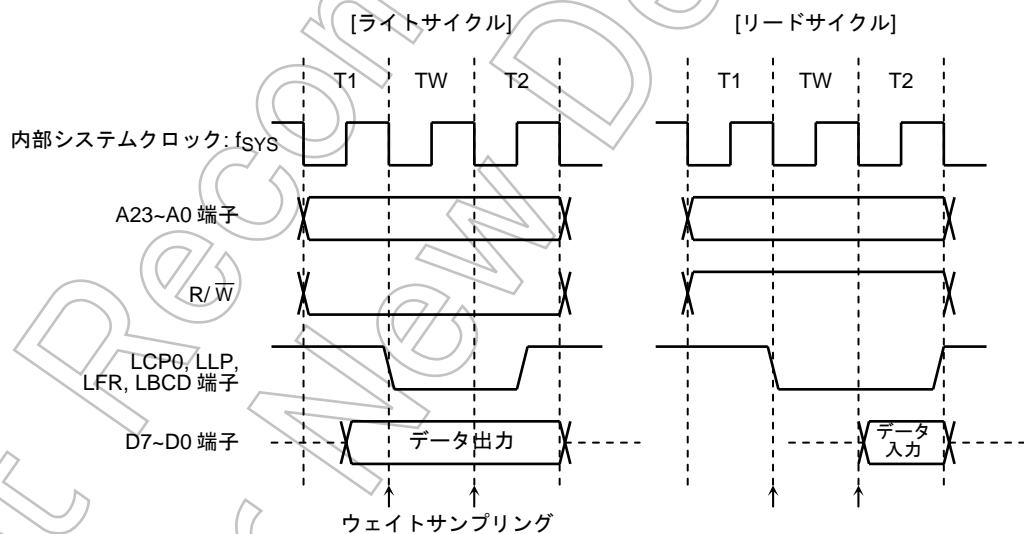 [ライトサイクル] [リードサイクル]
T1 TW T2 T1 TW T2
内部システムクロック: fSYS
A23~A0 端子
R/W̅
LCP0, LLP,
LFR, LBCD 端子
D7~D0 端子 データ出力 データ
入力
ウェイトサンプリング